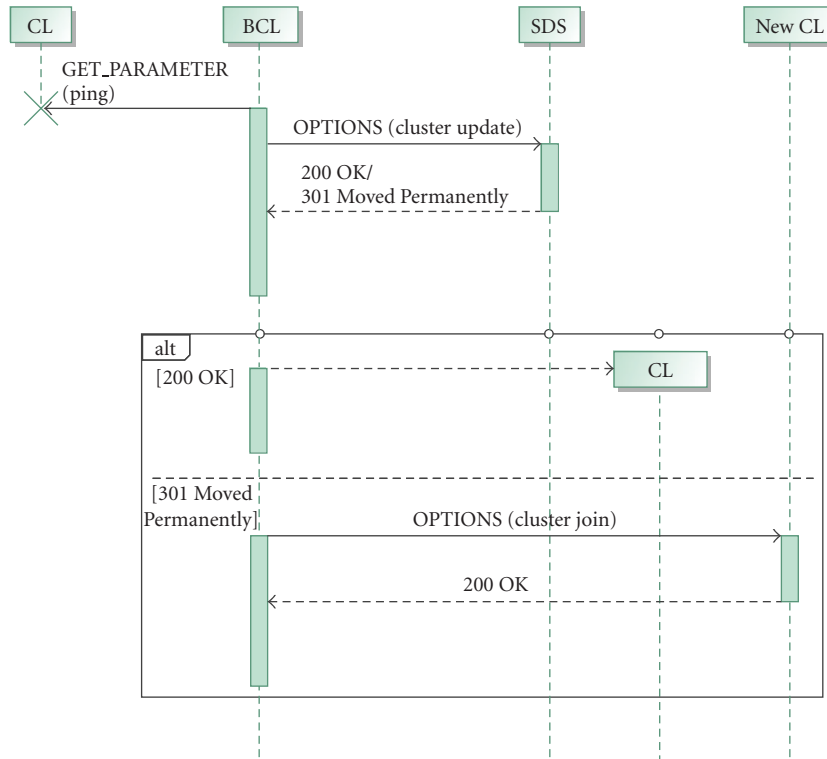 CL
BCL
SDS
New CL
GET_PARAMETER
(ping)
OPTIONS (cluster update)
200 OK/
301 Moved Permanently
alt
[200 OK]
CL
[301 Moved
Permanently]
OPTIONS (cluster join)
200 OK